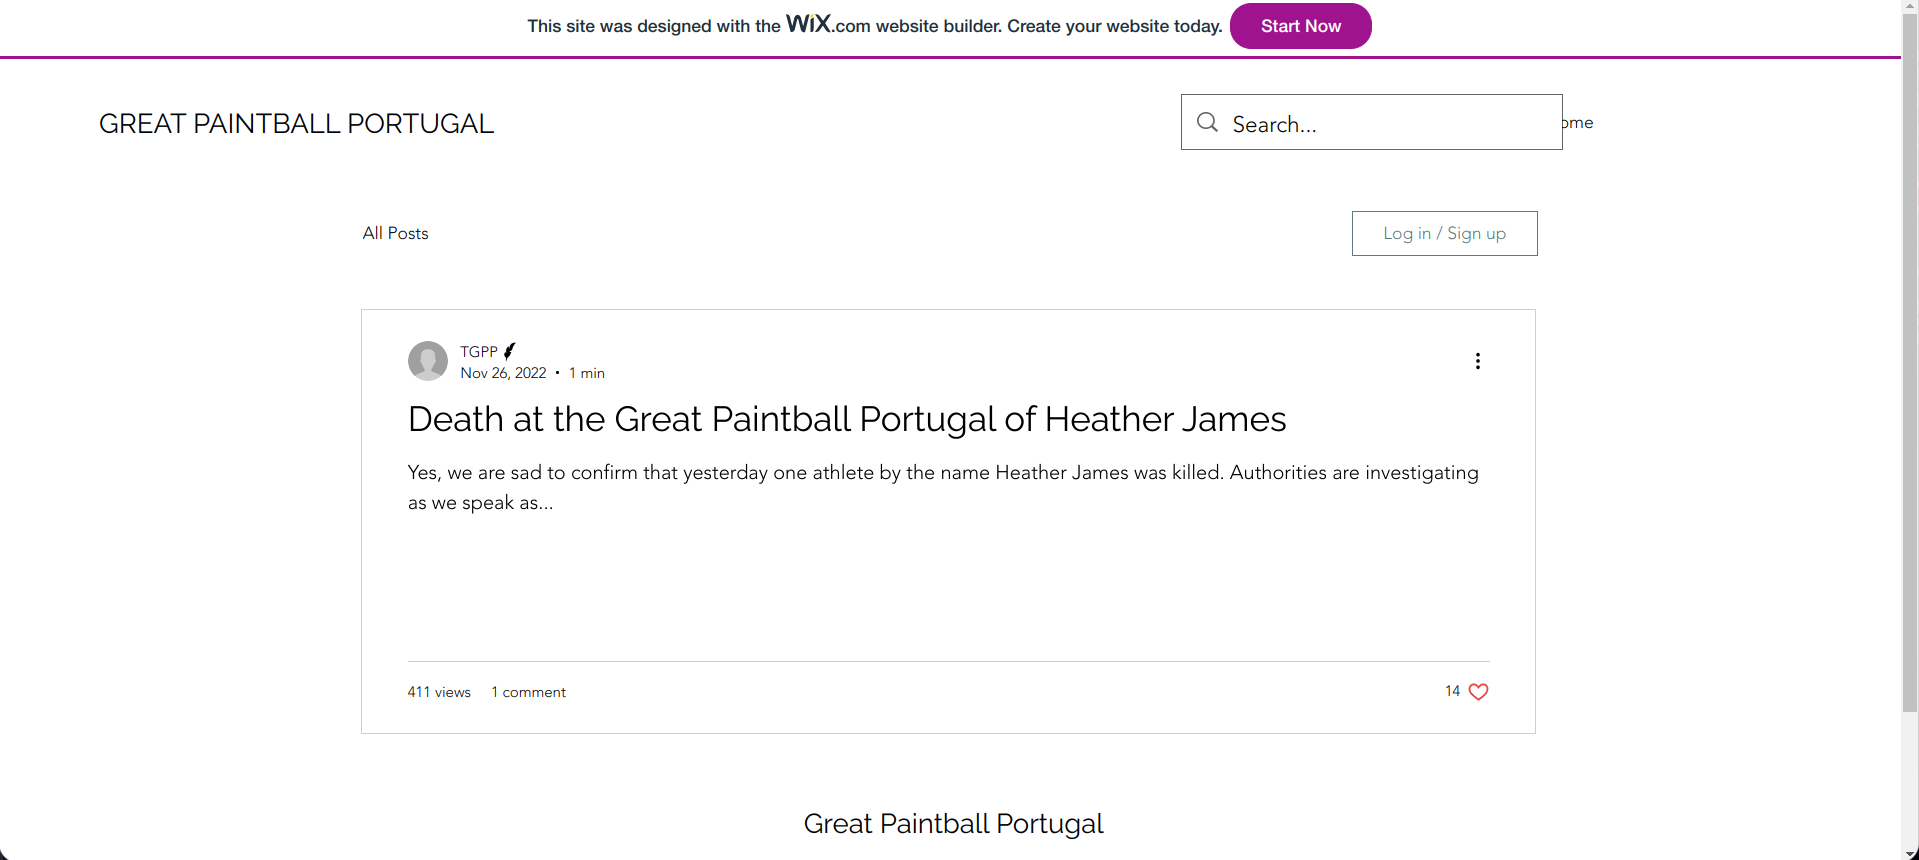 This site was designed with the WiX.com website builder. Create your website today. Start Now
GREAT PAINTBALL PORTUGAL
Search...
ome
All Posts
Log in / Sign up
TGPP
Nov 26, 2022 • 1 min
Death at the Great Paintball Portugal of Heather James
Yes, we are sad to confirm that yesterday one athlete by the name Heather James was killed. Authorities are investigating
as we speak as...
411 views 1 comment
14
Great Paintball Portugal